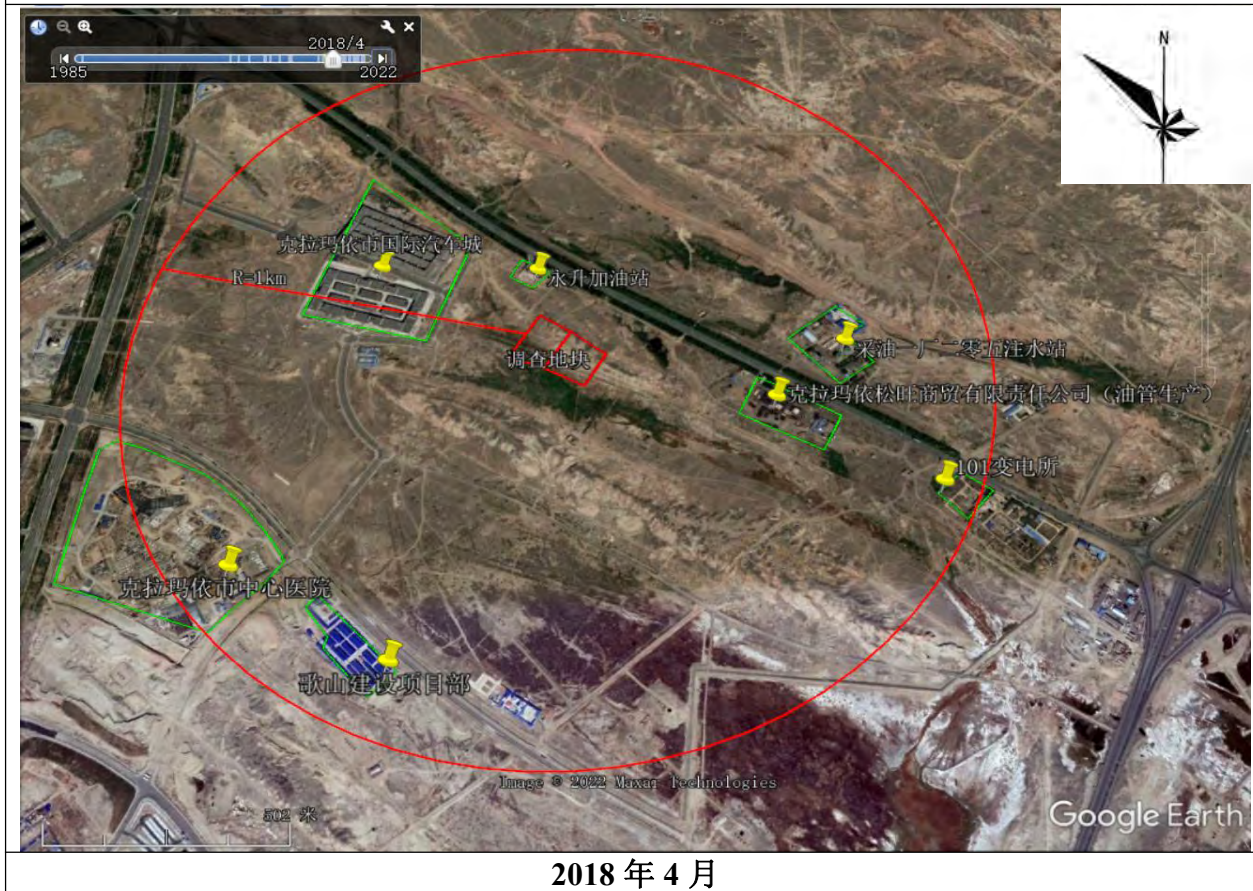 2018/4
1985
2022
N
克拉玛依市国际汽车城
R=1km
永升加油站
调查地块
采油一厂二零五注水站
克拉玛依松旺商贸有限责任公司（油管生产）
101变电所
克拉玛依市中心医院
歌山建设项目部
Image © 2022 Maxar Technologies
502 米
Google Earth
2018 年 4 月